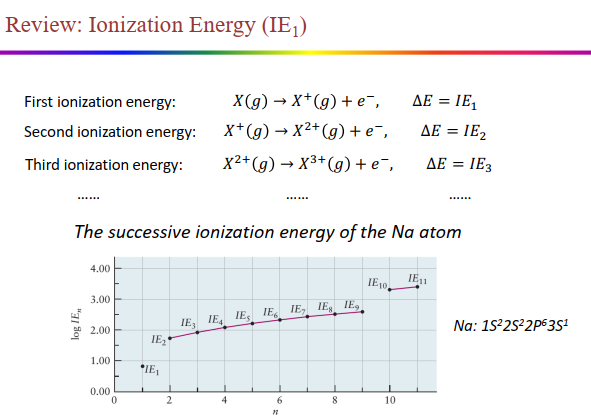 Review: Ionization Energy (IE₁)
First ionization energy: X(g) → X⁺(g) + e⁻, ΔE = IE₁
Second ionization energy: X⁺(g) → X²⁺(g) + e⁻, ΔE = IE₂
Third ionization energy: X²⁺(g) → X³⁺(g) + e⁻, ΔE = IE₃
...... ...... ......
The successive ionization energy of the Na atom
4.00
3.00
2.00
1.00
0.00
log IEₙ
IE₁
IE₂
IE₃
IE₄
IE₅
IE₆
IE₇
IE₈
IE₉
IE₁₀
IE₁₁
0 2 4 6 8 10
n
Na: 1S²2S²2P⁶3S¹